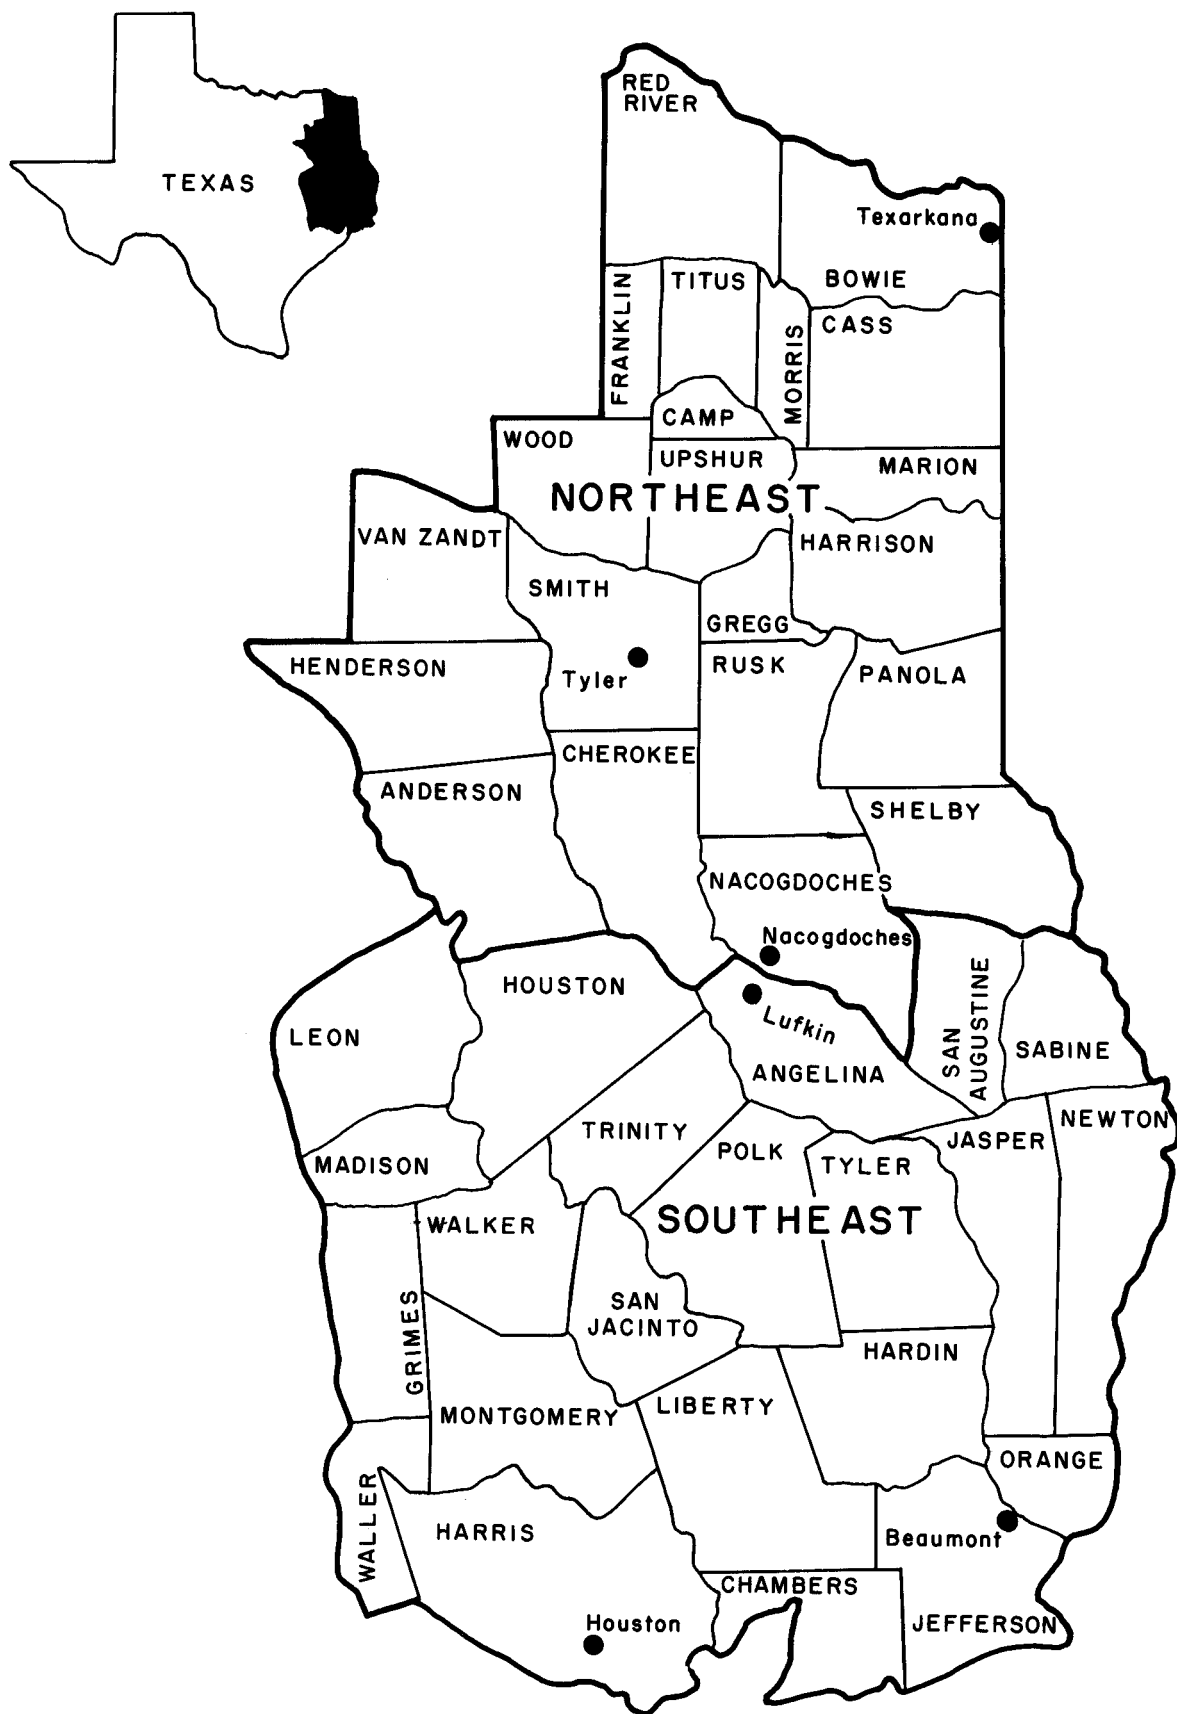 TEXAS
RED
RIVER
Texarkana
BOWIE
TITUS
FRANKLIN
MORRIS
CASS
CAMP
WOOD
UPSHUR
MARION
NORTHEAST
VAN ZANDT
HARRISON
SMITH
GREGG
HENDERSON
Tyler
RUSK
PANOLA
CHEROKEE
ANDERSON
SHELBY
NACOGDOCHES
Nacogdoches
HOUSTON
Lufkin
LEON
SAN
AUGUSTINE
SABINE
ANGELINA
NEWTON
TRINITY
JASPER
POLK
TYLER
MADISON
WALKER
SOUTHEAST
SAN
JACINTO
GRIMES
HARDIN
LIBERTY
MONTGOMERY
ORANGE
WALLER
HARRIS
Beaumont
CHAMBERS
Houston
JEFFERSON